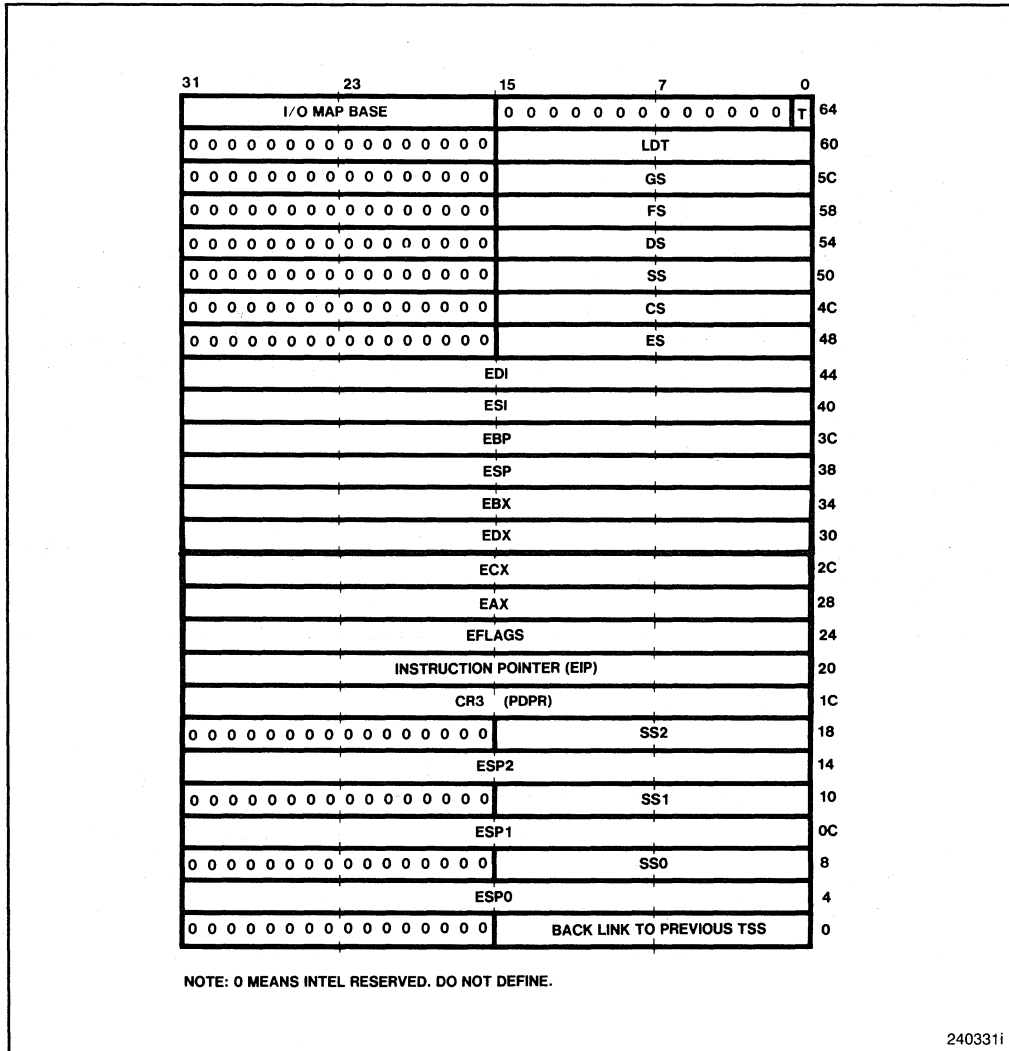 31 23 15 7 0
I/O MAP BASE 0 0 0 0 0 0 0 0 0 0 0 0 0 0 0 T 64
0 0 0 0 0 0 0 0 0 0 0 0 0 0 0 0 LDT 60
0 0 0 0 0 0 0 0 0 0 0 0 0 0 0 0 GS 5C
0 0 0 0 0 0 0 0 0 0 0 0 0 0 0 0 FS 58
0 0 0 0 0 0 0 0 0 0 0 0 0 0 0 0 DS 54
0 0 0 0 0 0 0 0 0 0 0 0 0 0 0 0 SS 50
0 0 0 0 0 0 0 0 0 0 0 0 0 0 0 0 CS 4C
0 0 0 0 0 0 0 0 0 0 0 0 0 0 0 0 ES 48
EDI 44
ESI 40
EBP 3C
ESP 38
EBX 34
EDX 30
ECX 2C
EAX 28
EFLAGS 24
INSTRUCTION POINTER (EIP) 20
CR3 (PDPR) 1C
0 0 0 0 0 0 0 0 0 0 0 0 0 0 0 0 SS2 18
ESP2 14
0 0 0 0 0 0 0 0 0 0 0 0 0 0 0 0 SS1 10
ESP1 0C
0 0 0 0 0 0 0 0 0 0 0 0 0 0 0 0 SS0 8
ESP0 4
0 0 0 0 0 0 0 0 0 0 0 0 0 0 0 0 BACK LINK TO PREVIOUS TSS 0
NOTE: 0 MEANS INTEL RESERVED. DO NOT DEFINE.
240331i